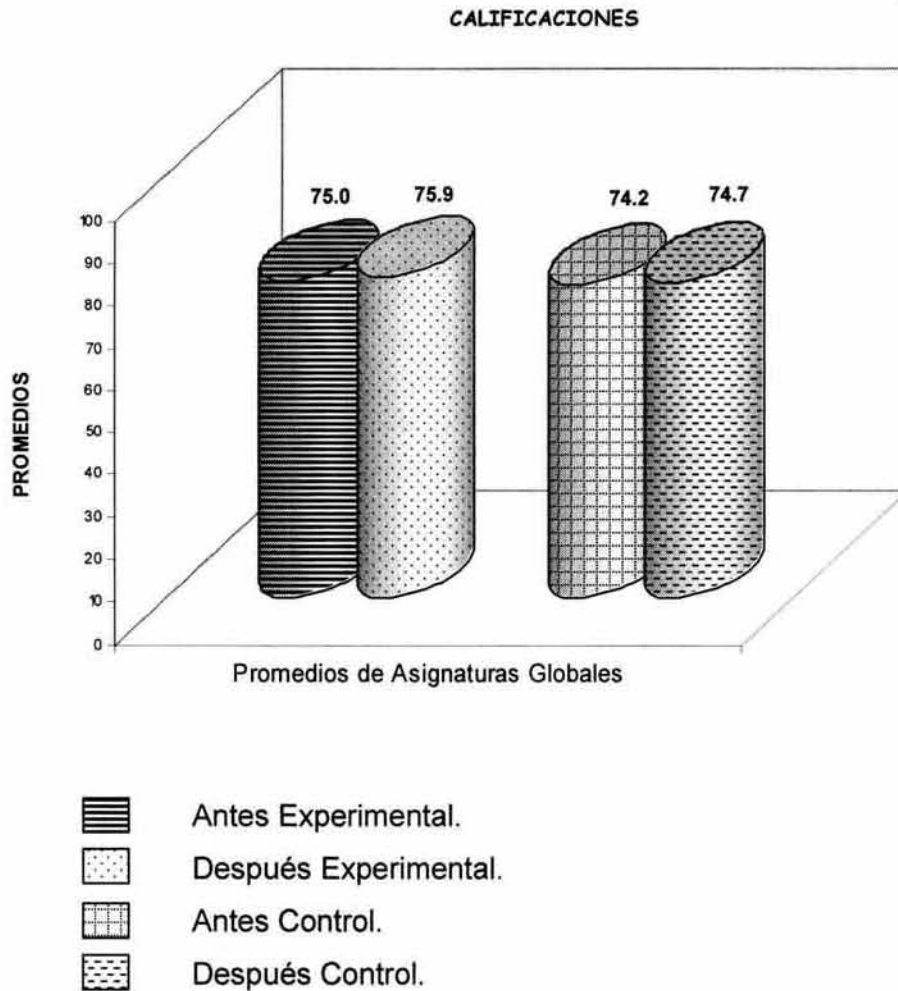 CALIFICACIONES
75.0
75.9
74.2
74.7
100
90
80
70
60
50
40
30
20
10
0
PROMEDIOS
Promedios de Asignaturas Globales
Antes Experimental.
Después Experimental.
Antes Control.
Después Control.